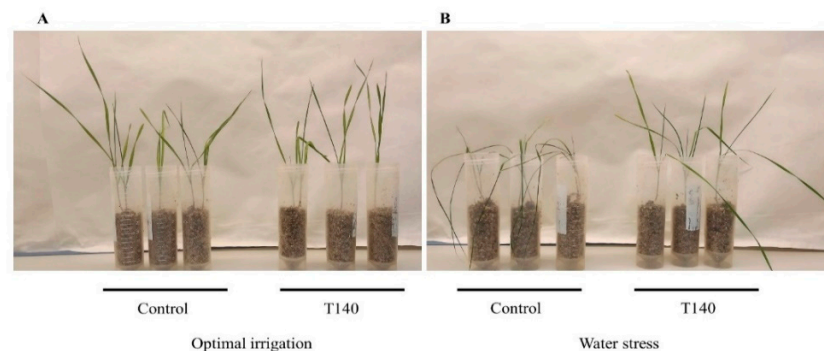 A
B
Control
T140
Control
T140
Optimal irrigation
Water stress